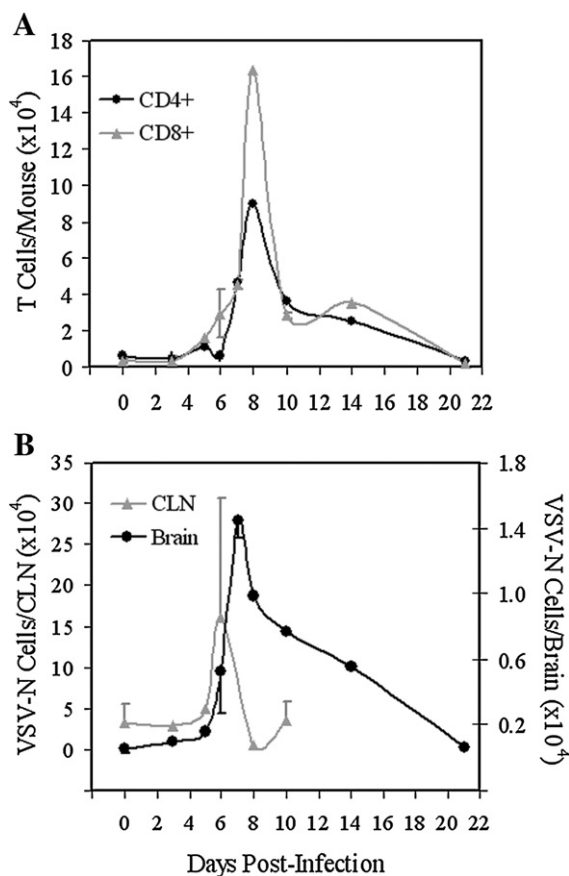 A
T Cells/Mouse (x10⁴)
18
16
14
12
10
8
6
4
2
0
CD4+
CD8+
0 2 4 6 8 10 12 14 16 18 20 22
B
VSV-N Cells/CLN (x10⁴)
35
30
25
20
15
10
5
0
CLN
Brain
1.8
1.4
1.0
0.6
0.2
VSV-N Cells/Brain (x10⁴)
0 2 4 6 8 10 12 14 16 18 20 22
Days Post-Infection